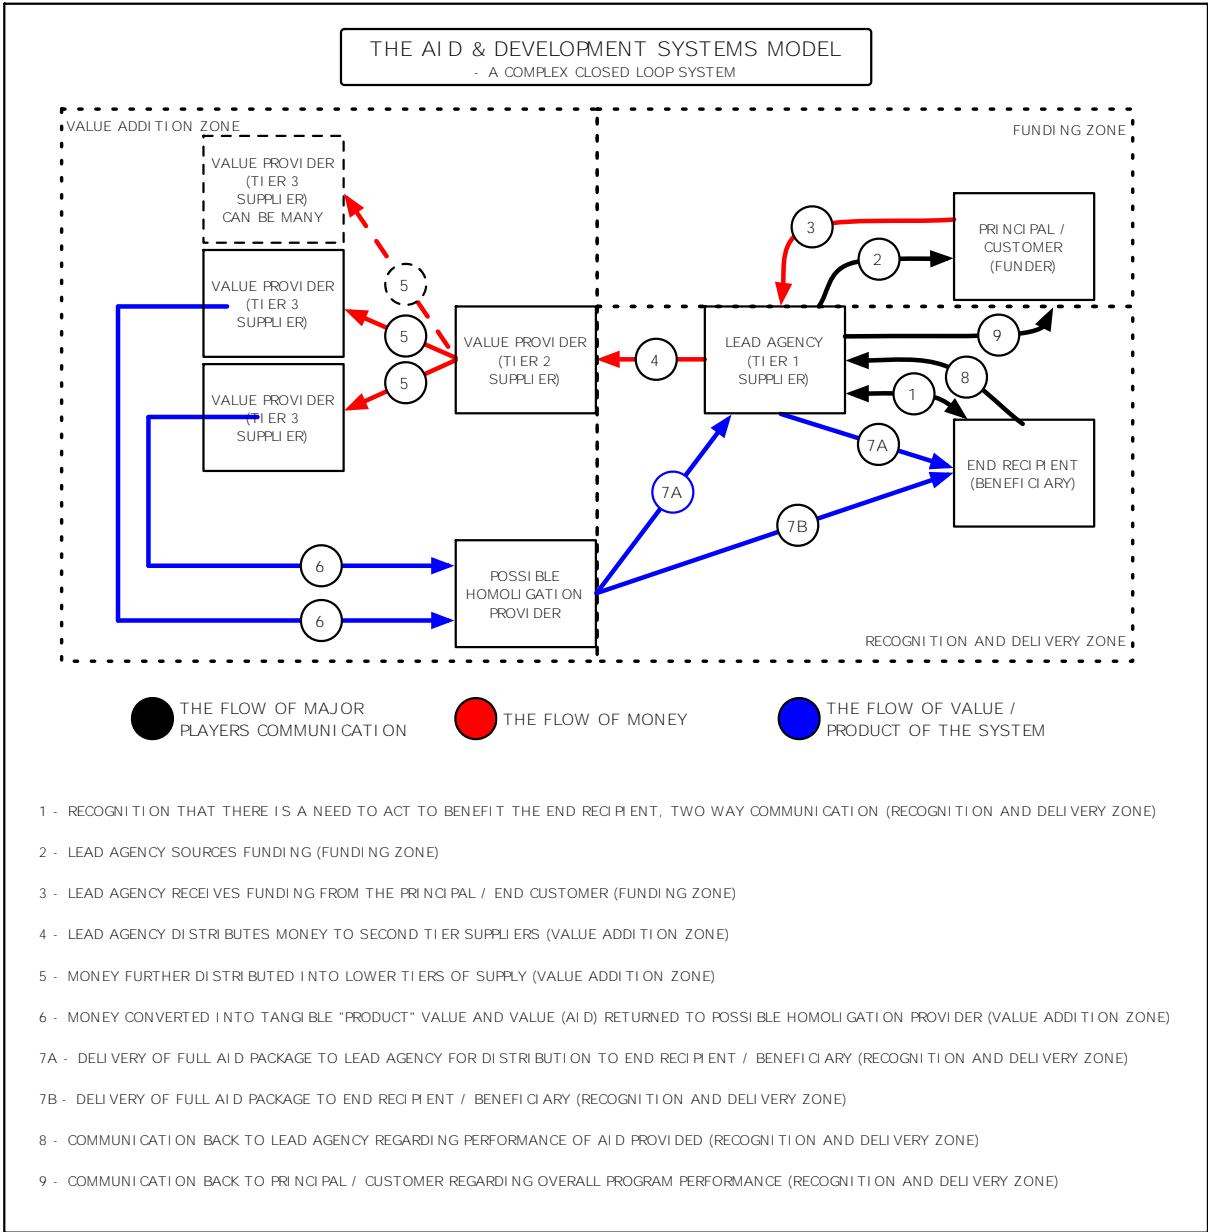 THE AID & DEVELOPMENT SYSTEMS MODEL
- A COMPLEX CLOSED LOOP SYSTEM
VALUE ADDITION ZONE
FUNDING ZONE
VALUE PROVIDER
(TIER 3
SUPPLIER)
CAN BE MANY
3
2
PRINCIPAL /
CUSTOMER
(FUNDER)
5
VALUE PROVIDER
(TIER 3
SUPPLIER)
5
VALUE PROVIDER
(TIER 2
SUPPLIER)
4
LEAD AGENCY
(TIER 1
SUPPLIER)
9
8
1
VALUE PROVIDER
(TIER 3
SUPPLIER)
5
7A
END RECIPIENT
(BENEFICIARY)
7A
7B
6
6
POSSIBLE
HOMOLIGATION
PROVIDER
RECOGNITION AND DELIVERY ZONE
THE FLOW OF MAJOR
PLAYERS COMMUNICATION
THE FLOW OF MONEY
THE FLOW OF VALUE /
PRODUCT OF THE SYSTEM
1 - RECOGNITION THAT THERE IS A NEED TO ACT TO BENEFIT THE END RECIPIENT, TWO WAY COMMUNICATION (RECOGNITION AND DELIVERY ZONE)
2 - LEAD AGENCY SOURCES FUNDING (FUNDING ZONE)
3 - LEAD AGENCY RECEIVES FUNDING FROM THE PRINCIPAL / END CUSTOMER (FUNDING ZONE)
4 - LEAD AGENCY DISTRIBUTES MONEY TO SECOND TIER SUPPLIERS (VALUE ADDITION ZONE)
5 - MONEY FURTHER DISTRIBUTED INTO LOWER TIERS OF SUPPLY (VALUE ADDITION ZONE)
6 - MONEY CONVERTED INTO TANGIBLE "PRODUCT" VALUE AND VALUE (AID) RETURNED TO POSSIBLE HOMOLIGATION PROVIDER (VALUE ADDITION ZONE)
7A - DELIVERY OF FULL AID PACKAGE TO LEAD AGENCY FOR DISTRIBUTION TO END RECIPIENT / BENEFICIARY (RECOGNITION AND DELIVERY ZONE)
7B - DELIVERY OF FULL AID PACKAGE TO END RECIPIENT / BENEFICIARY (RECOGNITION AND DELIVERY ZONE)
8 - COMMUNICATION BACK TO LEAD AGENCY REGARDING PERFORMANCE OF AID PROVIDED (RECOGNITION AND DELIVERY ZONE)
9 - COMMUNICATION BACK TO PRINCIPAL / CUSTOMER REGARDING OVERALL PROGRAM PERFORMANCE (RECOGNITION AND DELIVERY ZONE)